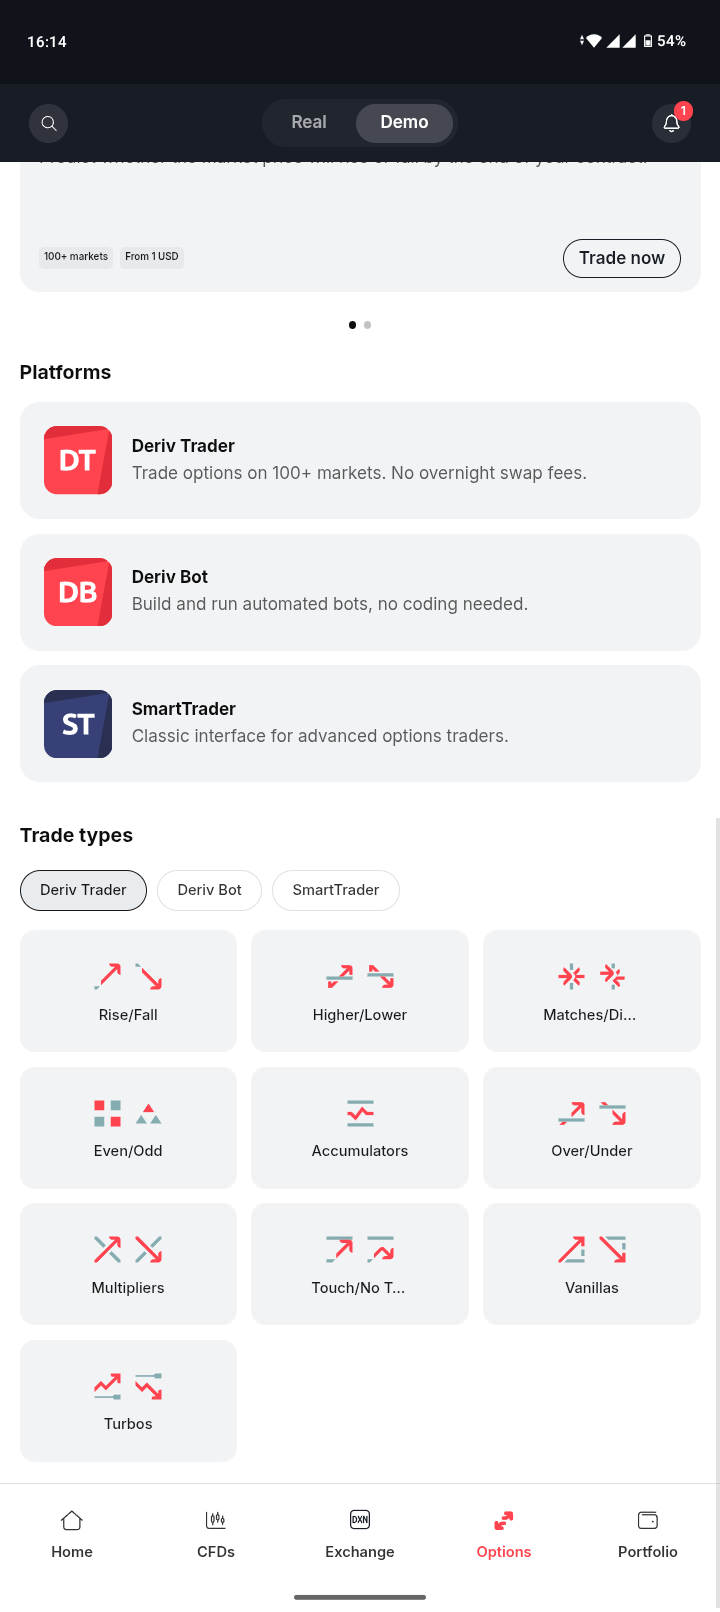 16:14
54%
Real
Demo
1
100+ markets
From 1 USD
Trade now
Platforms
DT
Deriv Trader
Trade options on 100+ markets. No overnight swap fees.
DB
Deriv Bot
Build and run automated bots, no coding needed.
ST
SmartTrader
Classic interface for advanced options traders.
Trade types
Deriv Trader
Deriv Bot
SmartTrader
Rise/Fall
Higher/Lower
Matches/Di...
Even/Odd
Accumulators
Over/Under
Multipliers
Touch/No T...
Vanillas
Turbos
DXN
Home
CFDs
Exchange
Options
Portfolio